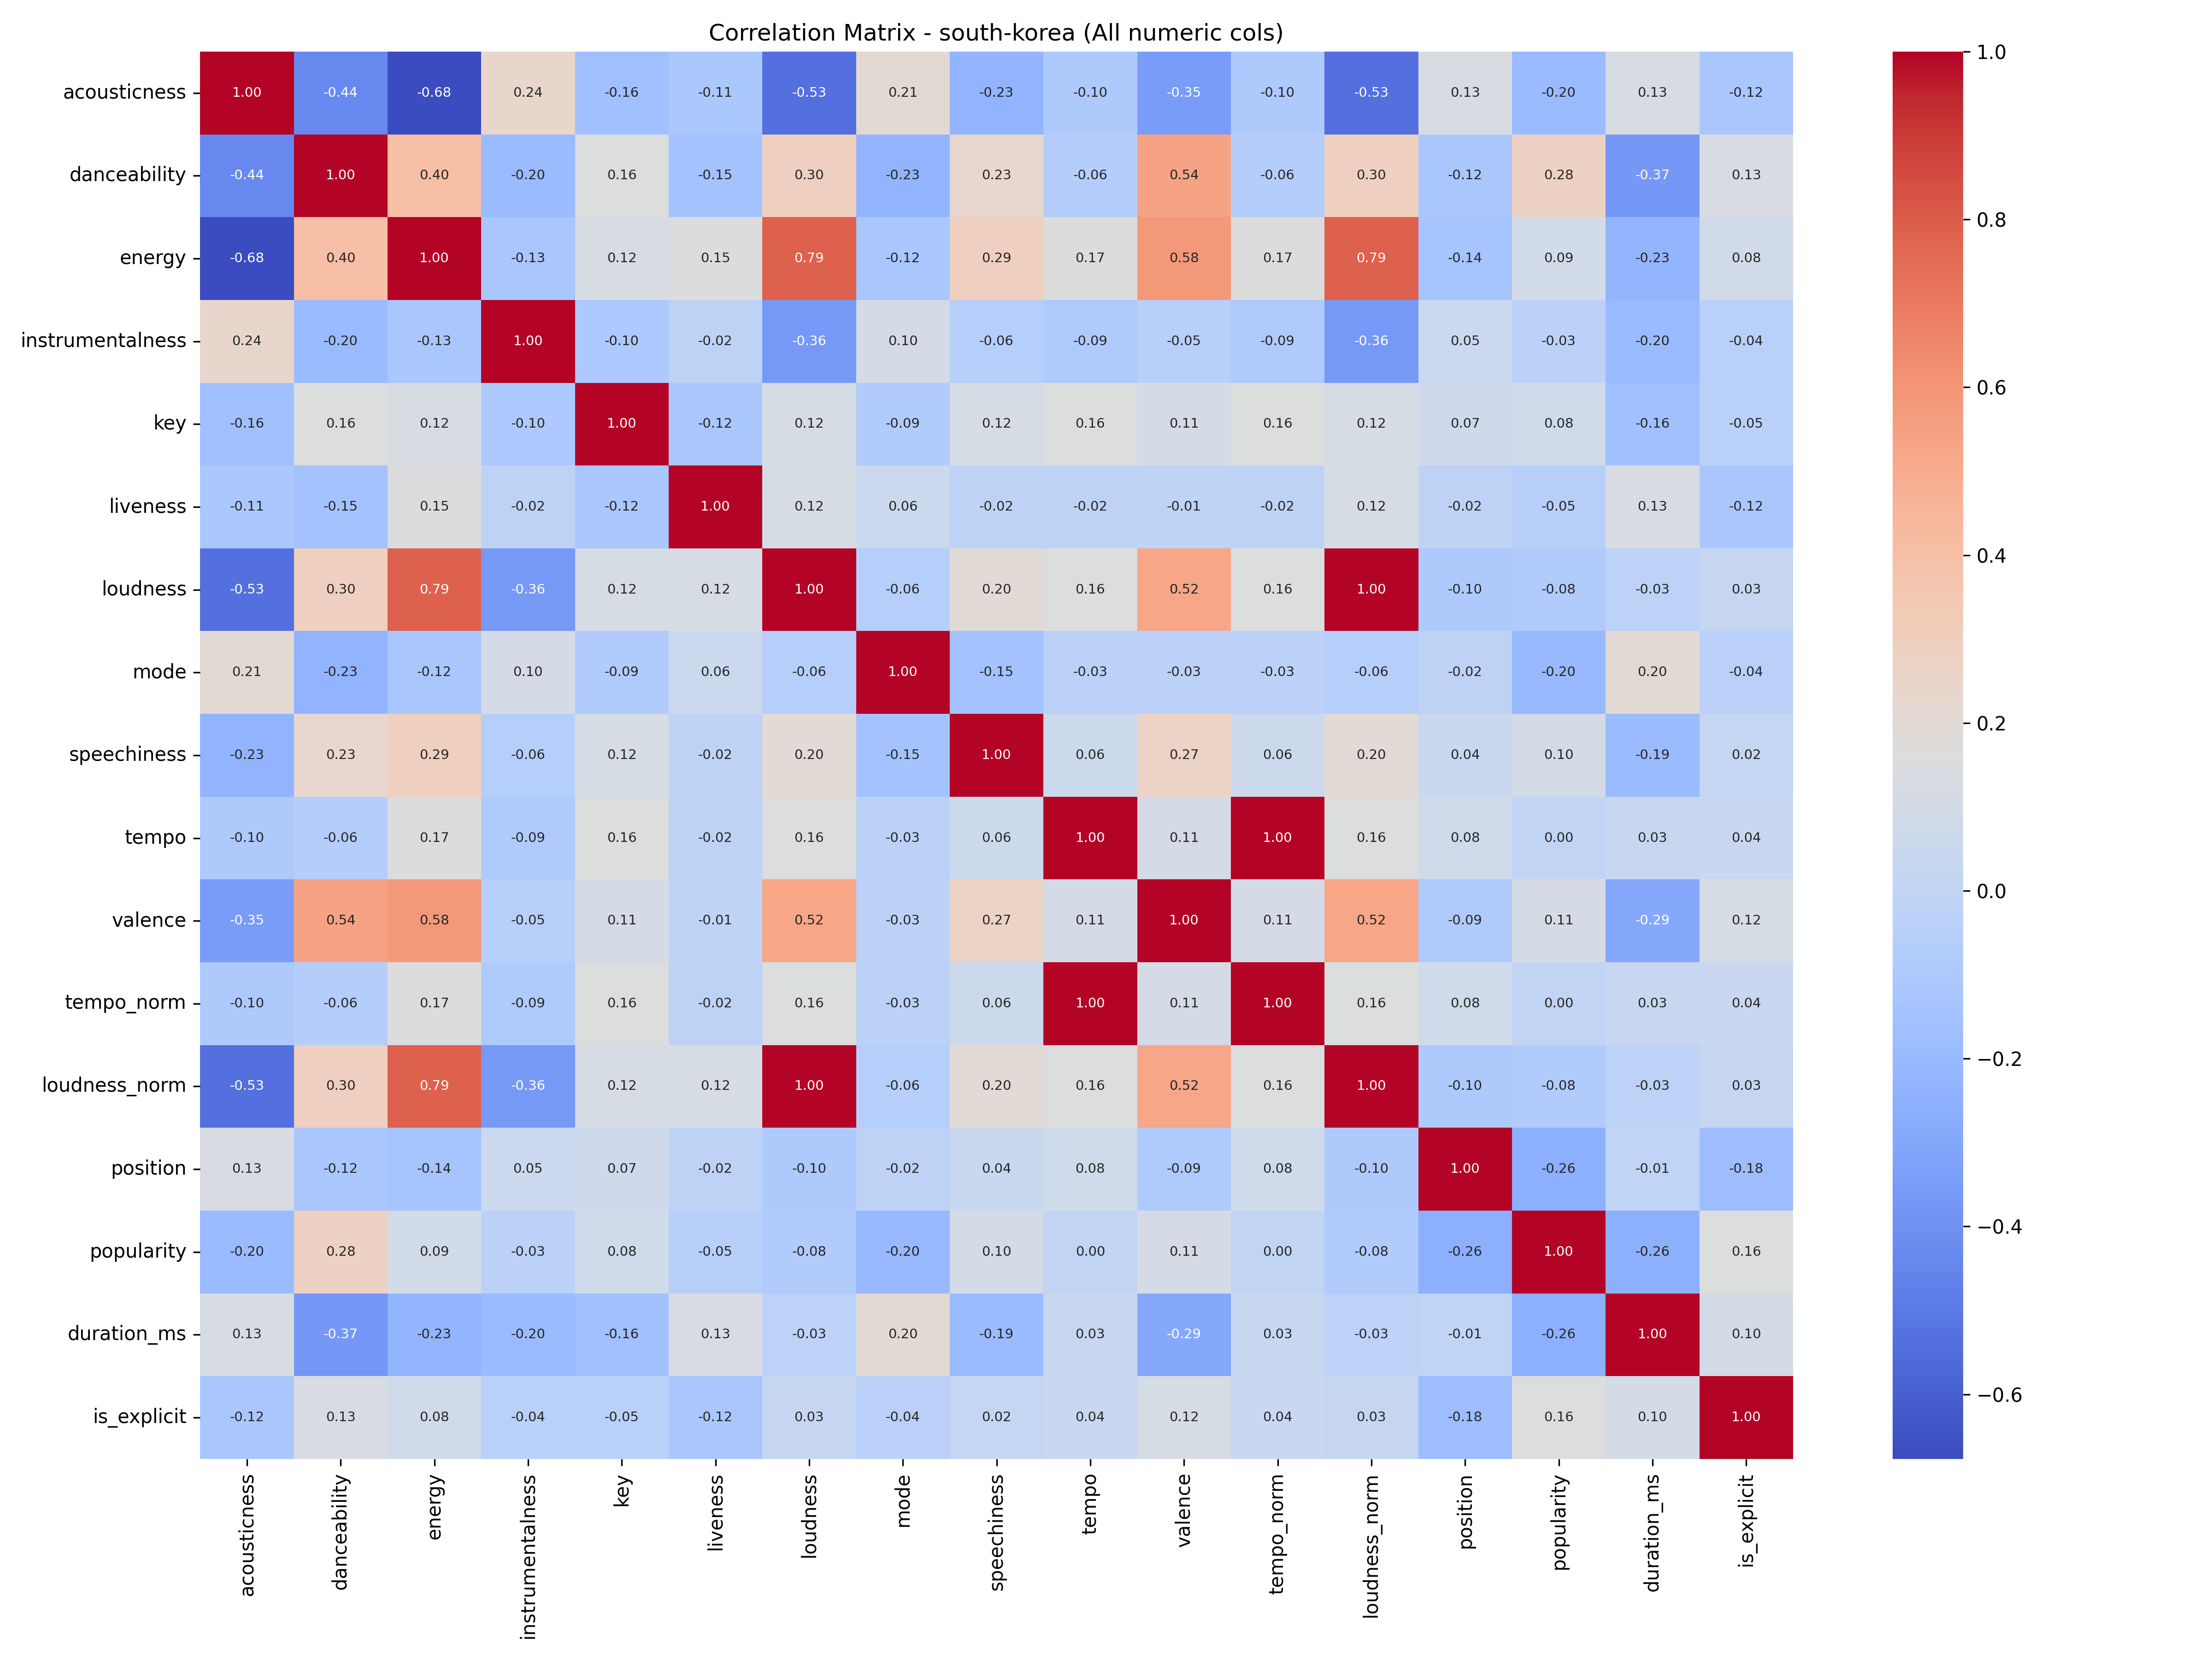 Correlation Matrix - south-korea (All numeric cols)
acousticness 1.00 -0.44 -0.68 0.24 -0.16 -0.11 -0.53 0.21 -0.23 -0.10 -0.35 -0.10 -0.53 0.13 -0.20 0.13 -0.12
danceability -0.44 1.00 0.40 -0.20 0.16 -0.15 0.30 -0.23 0.23 -0.06 0.54 -0.06 0.30 -0.12 0.28 -0.37 0.13
energy -0.68 0.40 1.00 -0.13 0.12 0.15 0.79 -0.12 0.29 0.17 0.58 0.17 0.79 -0.14 0.09 -0.23 0.08
instrumentalness 0.24 -0.20 -0.13 1.00 -0.10 -0.02 -0.36 0.10 -0.06 -0.09 -0.05 -0.09 -0.36 0.05 -0.03 -0.20 -0.04
key -0.16 0.16 0.12 -0.10 1.00 -0.12 0.12 -0.09 0.12 0.16 0.11 0.16 0.12 0.07 0.08 -0.16 -0.05
liveness -0.11 -0.15 0.15 -0.02 -0.12 1.00 0.12 0.06 -0.02 -0.02 -0.01 -0.02 0.12 -0.02 -0.05 0.13 -0.12
loudness -0.53 0.30 0.79 -0.36 0.12 0.12 1.00 -0.06 0.20 0.16 0.52 0.16 1.00 -0.10 -0.08 -0.03 0.03
mode 0.21 -0.23 -0.12 0.10 -0.09 0.06 -0.06 1.00 -0.15 -0.03 -0.03 -0.03 -0.06 -0.02 -0.20 0.20 -0.04
speechiness -0.23 0.23 0.29 -0.06 0.12 -0.02 0.20 -0.15 1.00 0.06 0.27 0.06 0.20 0.04 0.10 -0.19 0.02
tempo -0.10 -0.06 0.17 -0.09 0.16 -0.02 0.16 -0.03 0.06 1.00 0.11 1.00 0.16 0.08 0.00 0.03 0.04
valence -0.35 0.54 0.58 -0.05 0.11 -0.01 0.52 -0.03 0.27 0.11 1.00 0.11 0.52 -0.09 0.11 -0.29 0.12
tempo_norm -0.10 -0.06 0.17 -0.09 0.16 -0.02 0.16 -0.03 0.06 1.00 0.11 1.00 0.16 0.08 0.00 0.03 0.04
loudness_norm -0.53 0.30 0.79 -0.36 0.12 0.12 1.00 -0.06 0.20 0.16 0.52 0.16 1.00 -0.10 -0.08 -0.03 0.03
position 0.13 -0.12 -0.14 0.05 0.07 -0.02 -0.10 -0.02 0.04 0.08 -0.09 0.08 -0.10 1.00 -0.26 -0.01 -0.18
popularity -0.20 0.28 0.09 -0.03 0.08 -0.05 -0.08 -0.20 0.10 0.00 0.11 0.00 -0.08 -0.26 1.00 -0.26 0.16
duration_ms 0.13 -0.37 -0.23 -0.20 -0.16 0.13 -0.03 0.20 -0.19 0.03 -0.29 0.03 -0.03 -0.01 -0.26 1.00 0.10
is_explicit -0.12 0.13 0.08 -0.04 -0.05 -0.12 0.03 -0.04 0.02 0.04 0.12 0.04 0.03 -0.18 0.16 0.10 1.00
acousticness danceability energy instrumentalness key liveness loudness mode speechiness tempo valence tempo_norm loudness_norm position popularity duration_ms is_explicit
1.0
0.8
0.6
0.4
0.2
0.0
−0.2
−0.4
−0.6